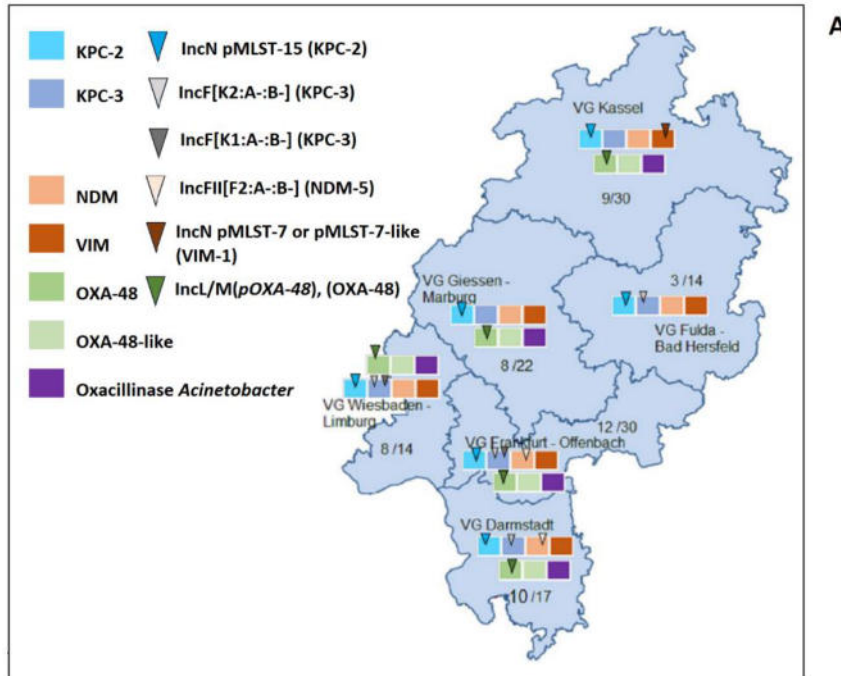 A
KPC-2
IncN pMLST-15 (KPC-2)
KPC-3
IncF[K2:A-:B-] (KPC-3)
IncF[K1:A-:B-] (KPC-3)
NDM
IncFII[F2:A-:B-] (NDM-5)
VIM
IncN pMLST-7 or pMLST-7-like
(VIM-1)
OXA-48
IncL/M(pOXA-48), (OXA-48)
OXA-48-like
Oxacillinase Acinetobacter
VG Kassel
9/30
VG Giessen -
Marburg
8/22
3 /14
VG Fulda -
Bad Hersfeld
VG Wiesbaden -
Limburg
8 /14
12 /30
VG Frankfurt - Offenbach
VG Darmstadt
10 /17